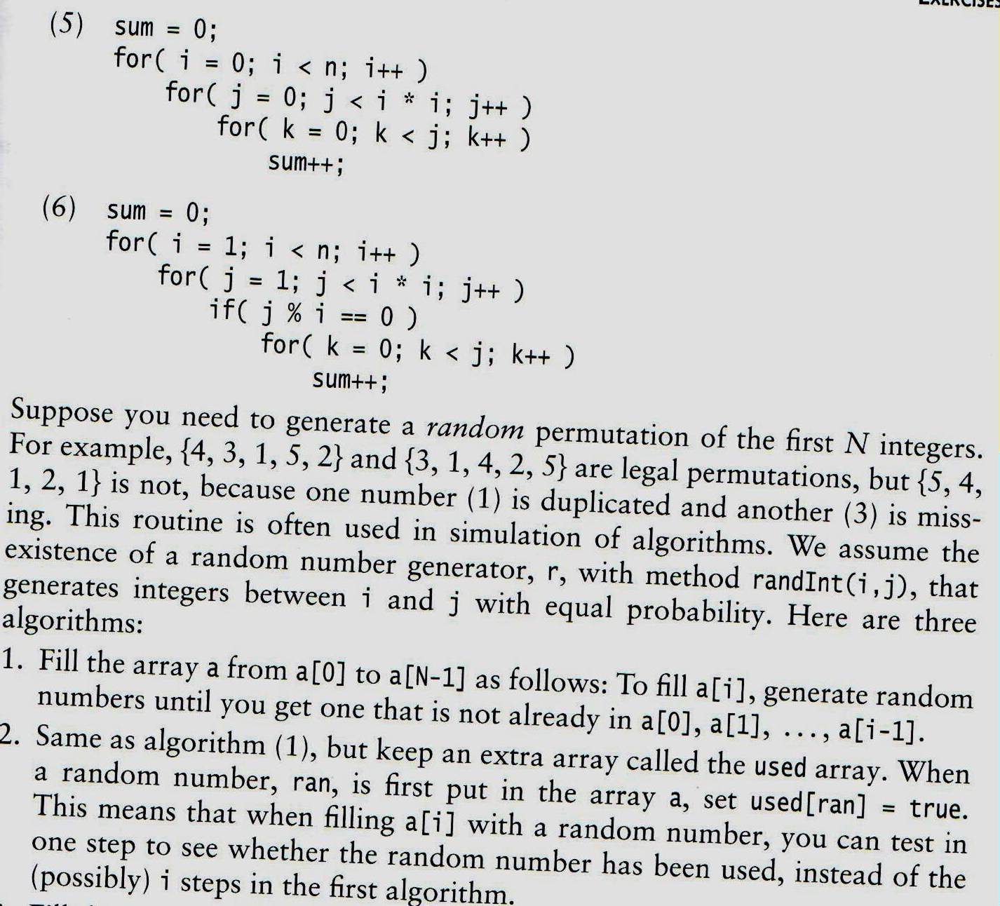 EXERCISES
(5) sum = 0;
for( i = 0; i < n; i++ )
for( j = 0; j < i * i; j++ )
for( k = 0; k < j; k++ )
sum++;
(6) sum = 0;
for( i = 1; i < n; i++ )
for( j = 1; j < i * i; j++ )
if( j % i == 0 )
for( k = 0; k < j; k++ )
sum++;
Suppose you need to generate a random permutation of the first N integers.
For example, {4, 3, 1, 5, 2} and {3, 1, 4, 2, 5} are legal permutations, but {5, 4,
1, 2, 1} is not, because one number (1) is duplicated and another (3) is miss-
ing. This routine is often used in simulation of algorithms. We assume the
existence of a random number generator, r, with method randInt(i,j), that
generates integers between i and j with equal probability. Here are three
algorithms:
1. Fill the array a from a[0] to a[N-1] as follows: To fill a[i], generate random
numbers until you get one that is not already in a[0], a[1], ..., a[i-1].
2. Same as algorithm (1), but keep an extra array called the used array. When
a random number, ran, is first put in the array a, set used[ran] = true.
This means that when filling a[i] with a random number, you can test in
one step to see whether the random number has been used, instead of the
(possibly) i steps in the first algorithm.